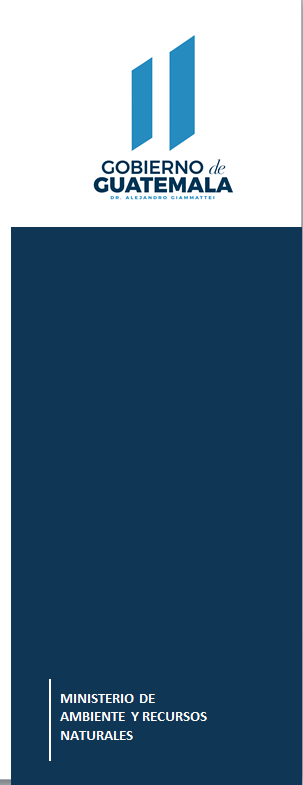 GOBIERNO de
GUATEMALA
DR. ALEJANDRO GIAMMATTEI
MINISTERIO DE
AMBIENTE Y RECURSOS
NATURALES